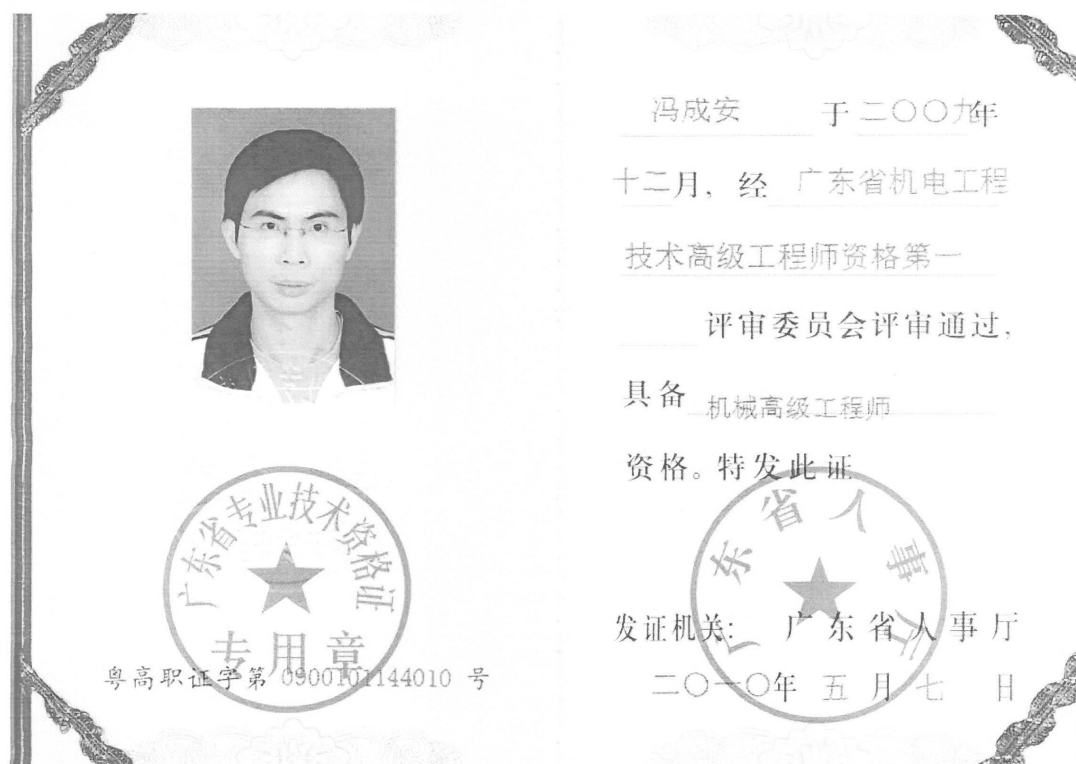 广东省专业技术资格证
专用章
粤高职证字第 0900101144010 号
冯成安 于二〇〇九年
十二月，经 广东省机电工程
技术高级工程师资格第一
评审委员会评审通过，
具备 机械高级工程师
资格。特发此证
广东省人事厅
发证机关： 广东省人事厅
二〇一〇年 五 月 七 日